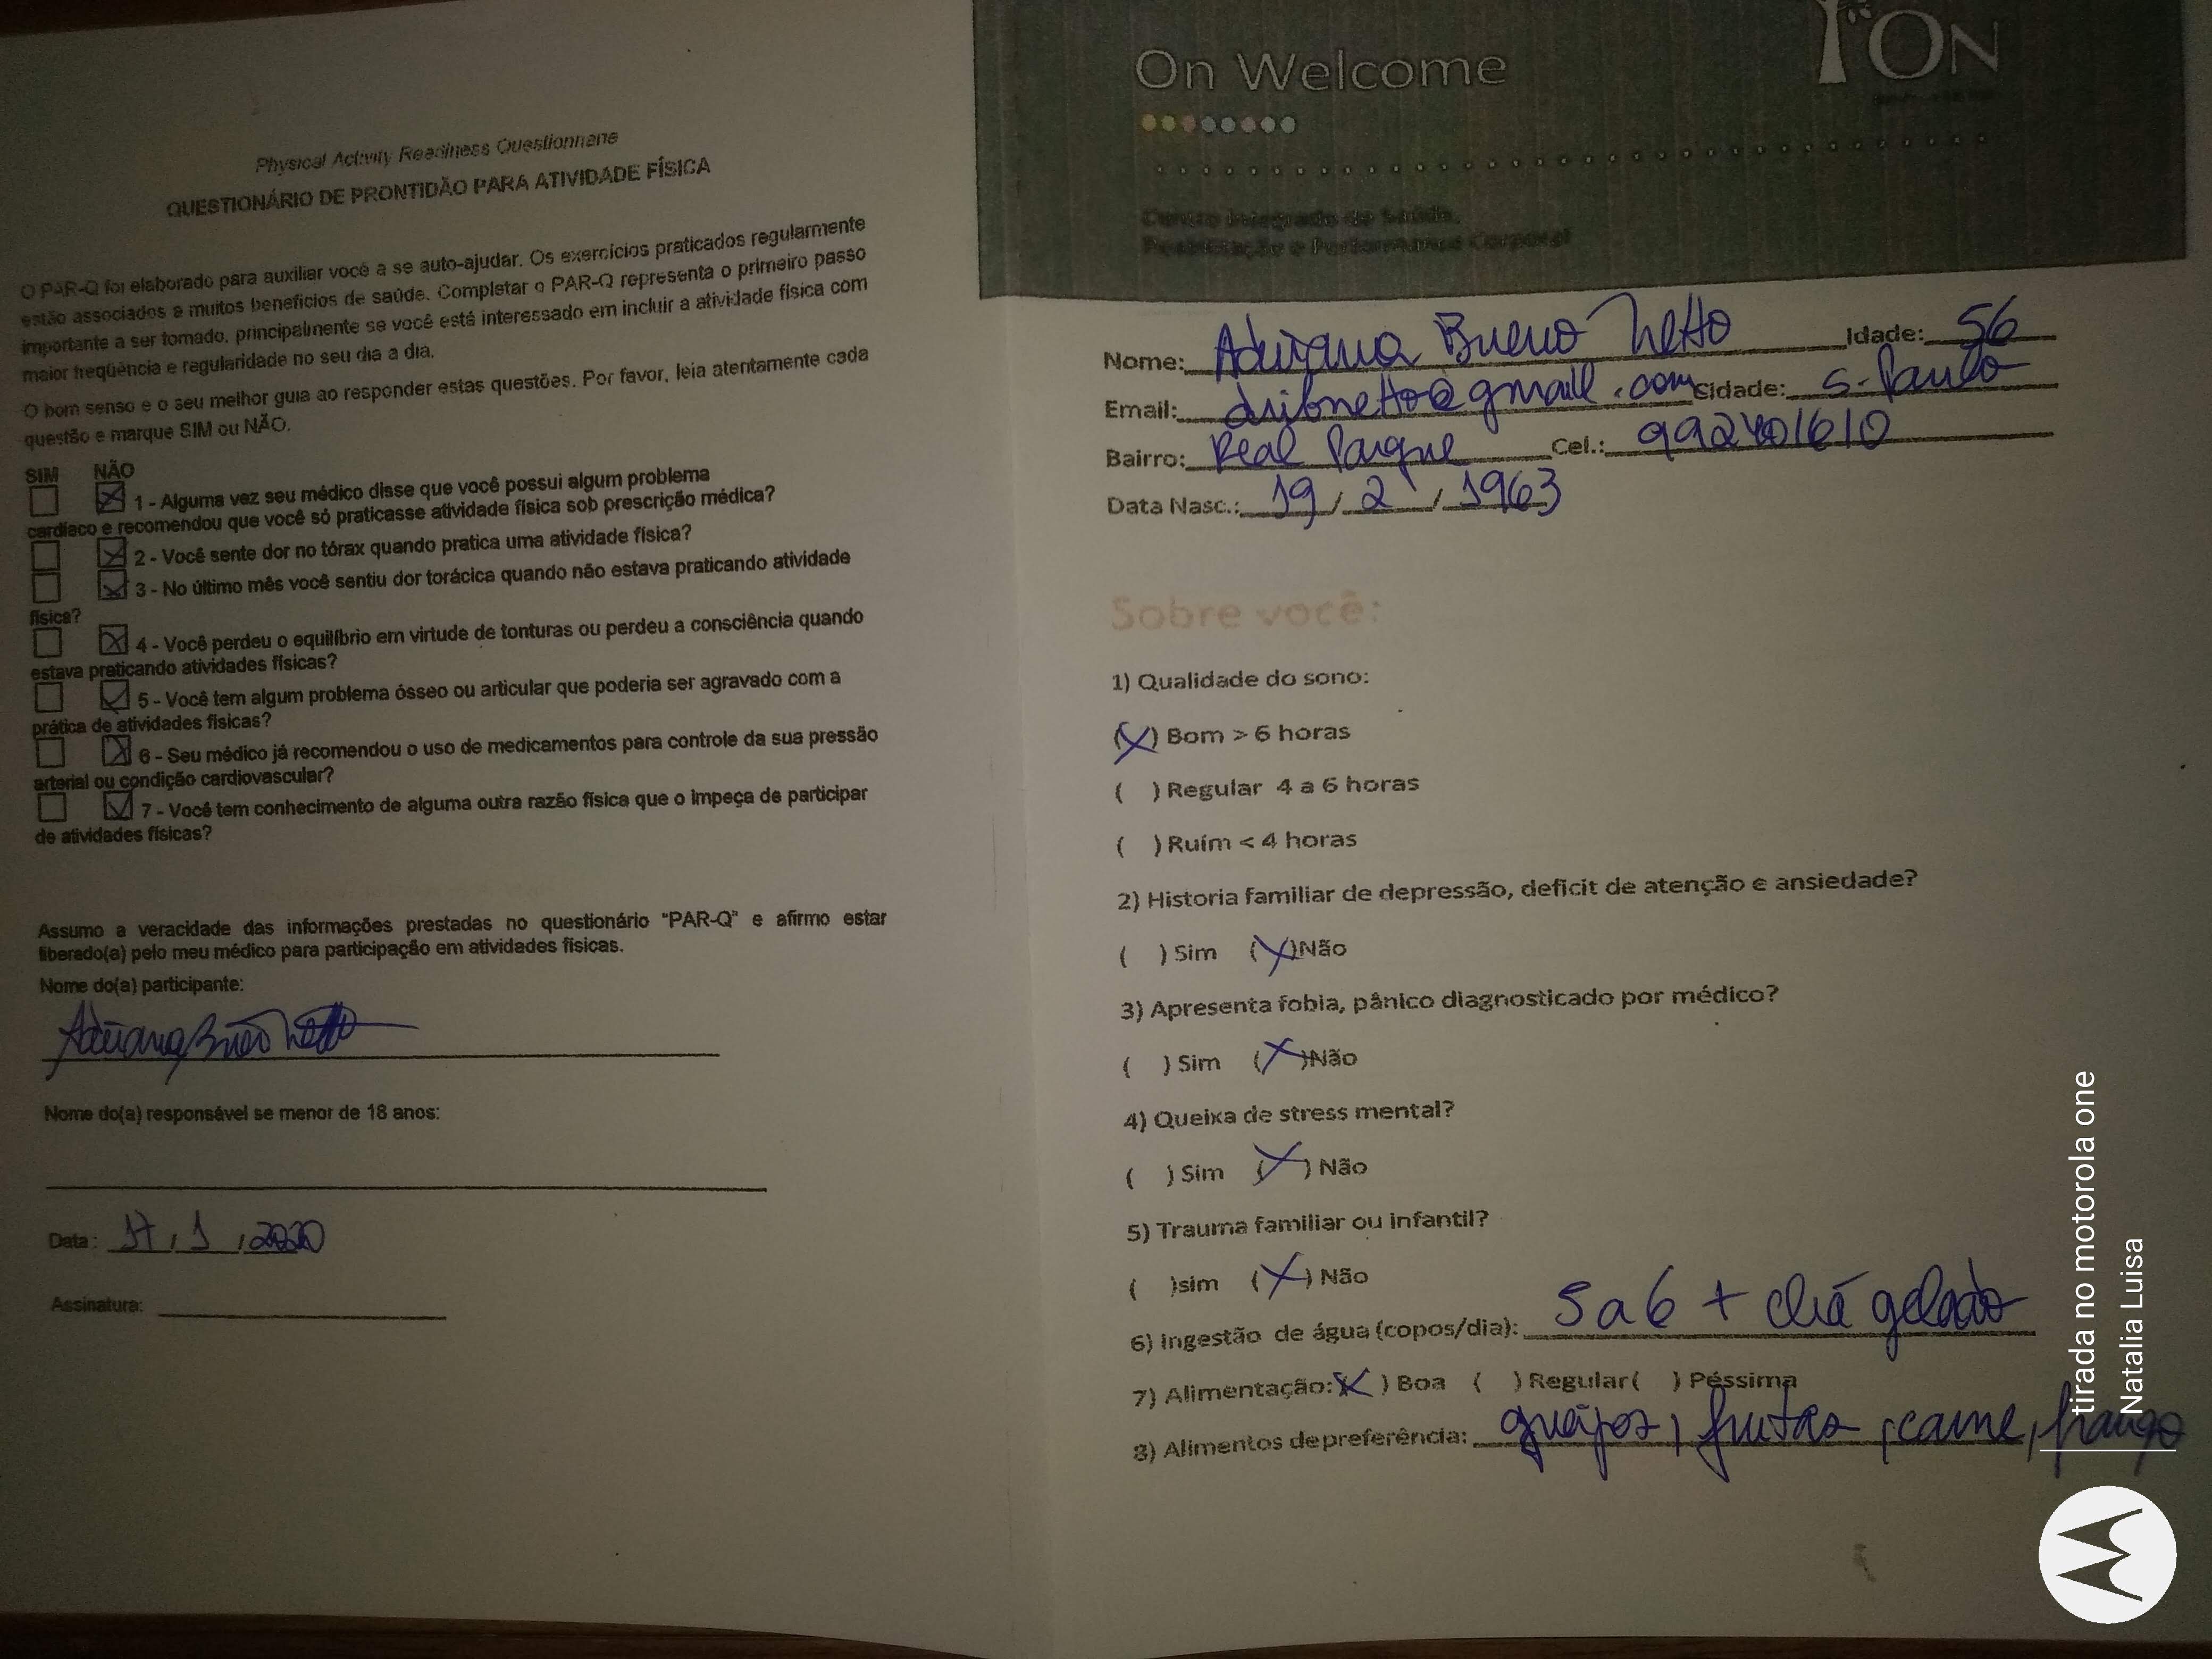 Physical Activity Readiness Questionnaire
QUESTIONÁRIO DE PRONTIDÃO PARA ATIVIDADE FÍSICA
O PAR-Q foi elaborado para auxiliar você a se auto-ajudar. Os exercícios praticados regularmente
estão associados a muitos benefícios de saúde. Completar o PAR-Q representa o primeiro passo
importante a ser tomado, principalmente se você está interessado em incluir a atividade física com
maior freqüência e regularidade no seu dia a dia.
O bom senso e o seu melhor guia ao responder estas questões. Por favor, leia atentamente cada
questão e marque SIM ou NÃO.
SIM NÃO
1 - Alguma vez seu médico disse que você possui algum problema
cardíaco e recomendou que você só praticasse atividade física sob prescrição médica?
2 - Você sente dor no tórax quando pratica uma atividade física?
3 - No último mês você sentiu dor torácica quando não estava praticando atividade
física?
4 - Você perdeu o equilíbrio em virtude de tonturas ou perdeu a consciência quando
estava praticando atividades físicas?
5 - Você tem algum problema ósseo ou articular que poderia ser agravado com a
prática de atividades físicas?
6 - Seu médico já recomendou o uso de medicamentos para controle da sua pressão
arterial ou condição cardiovascular?
7 - Você tem conhecimento de alguma outra razão física que o impeça de participar
de atividades físicas?
Assumo a veracidade das informações prestadas no questionário "PAR-Q" e afirmo estar
liberado(a) pelo meu médico para participação em atividades físicas.
Nome do(a) participante:
Nome do(a) responsável se menor de 18 anos:
Data: / 1 / 2020
Assinatura:
On Welcome
ON
Nome: Bueno Netto Idade: 56
Email: dribnetto@gmail.com Cidade: S. Paulo
Bairro: Real Parque Cel.:
Data Nasc.: 19 / 2 / 1963
Sobre você:
1) Qualidade do sono:
(X) Bom > 6 horas
( ) Regular 4 a 6 horas
( ) Ruim < 4 horas
2) Historia familiar de depressão, deficit de atenção e ansiedade?
( ) Sim (X) Não
3) Apresenta fobia, pânico diagnosticado por médico?
( ) Sim (X) Não
4) Queixa de stress mental?
( ) Sim (X) Não
5) Trauma familiar ou infantil?
( ) sim (X) Não
6) Ingestão de água (copos/dia): 5 a 6 + chá gelado
7) Alimentação: X ) Boa ( ) Regular ( ) Péssima
8) Alimentos de preferência: queijos, frutas, carne, frango
tirada no motorola one
Natalia Luisa